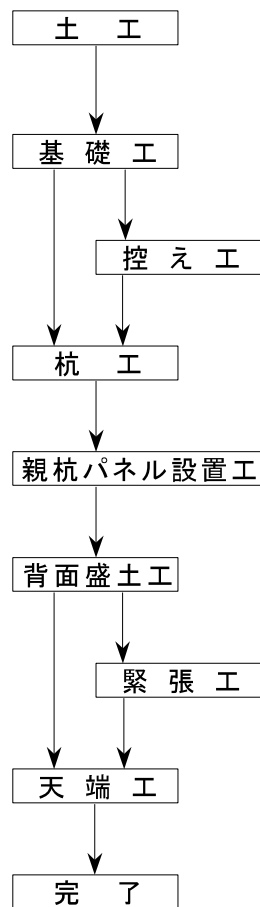 土　工
基 礎 工
控 え 工
杭　工
親杭パネル設置工
背面盛土工
緊 張 工
天 端 工
完　了